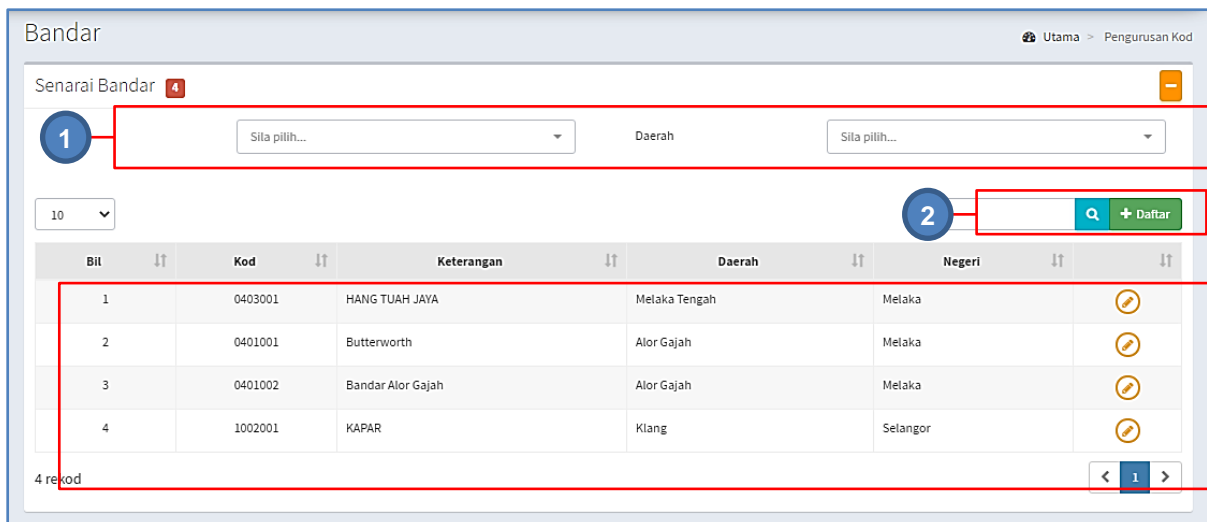 Bandar
Utama > Pengurusan Kod
Senarai Bandar 4
1 Sila pilih... Daerah Sila pilih...
10 2 + Daftar
Bil Kod Keterangan Daerah Negeri
1 0403001 HANG TUAH JAYA Melaka Tengah Melaka
2 0401001 Butterworth Alor Gajah Melaka
3 0401002 Bandar Alor Gajah Alor Gajah Melaka
4 1002001 KAPAR Klang Selangor
4 rekod < 1 >